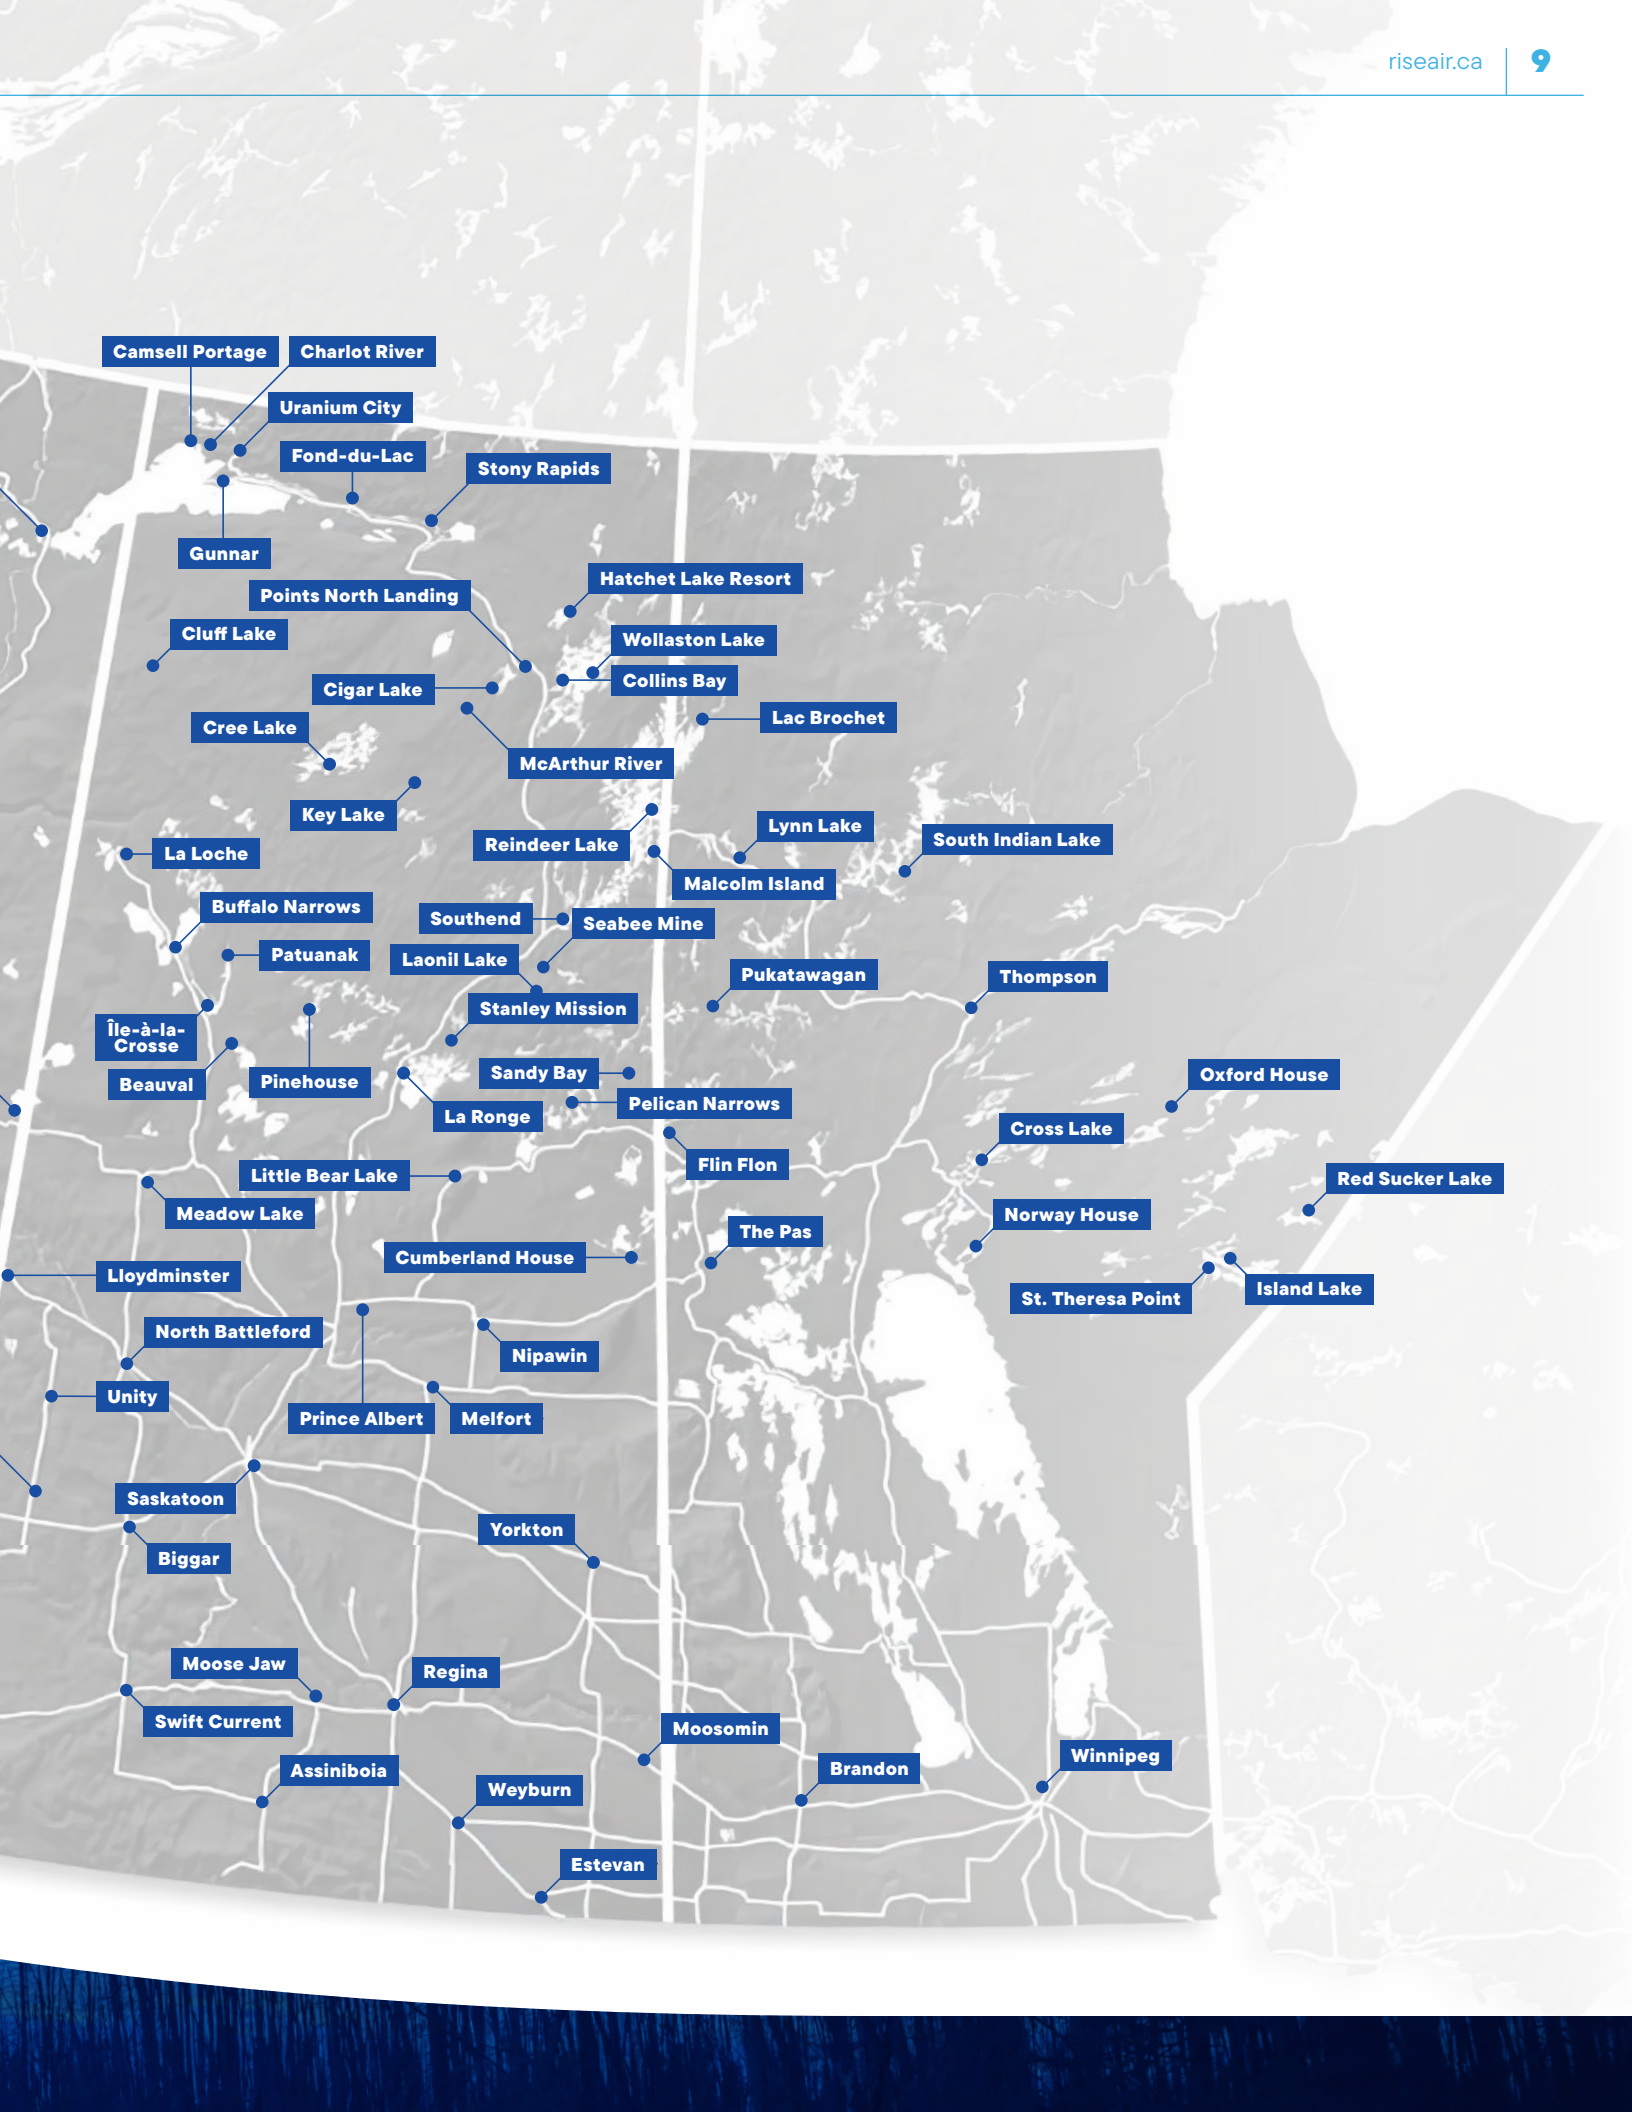 riseair.ca
9
Camsell Portage
Charlot River
Uranium City
Fond-du-Lac
Stony Rapids
Gunnar
Hatchet Lake Resort
Points North Landing
Cluff Lake
Wollaston Lake
Collins Bay
Cigar Lake
Lac Brochet
Cree Lake
McArthur River
Key Lake
Lynn Lake
South Indian Lake
Reindeer Lake
La Loche
Malcolm Island
Buffalo Narrows
Southend
Seabee Mine
Patuanak
Laonil Lake
Pukatawagan
Thompson
Stanley Mission
Île-à-la-
Crosse
Sandy Bay
Oxford House
Beauval
Pinehouse
Pelican Narrows
La Ronge
Cross Lake
Flin Flon
Little Bear Lake
Red Sucker Lake
Meadow Lake
Norway House
The Pas
Cumberland House
Lloydminster
Island Lake
St. Theresa Point
North Battleford
Nipawin
Unity
Prince Albert
Melfort
Saskatoon
Yorkton
Biggar
Moose Jaw
Regina
Swift Current
Moosomin
Winnipeg
Assiniboia
Brandon
Weyburn
Estevan